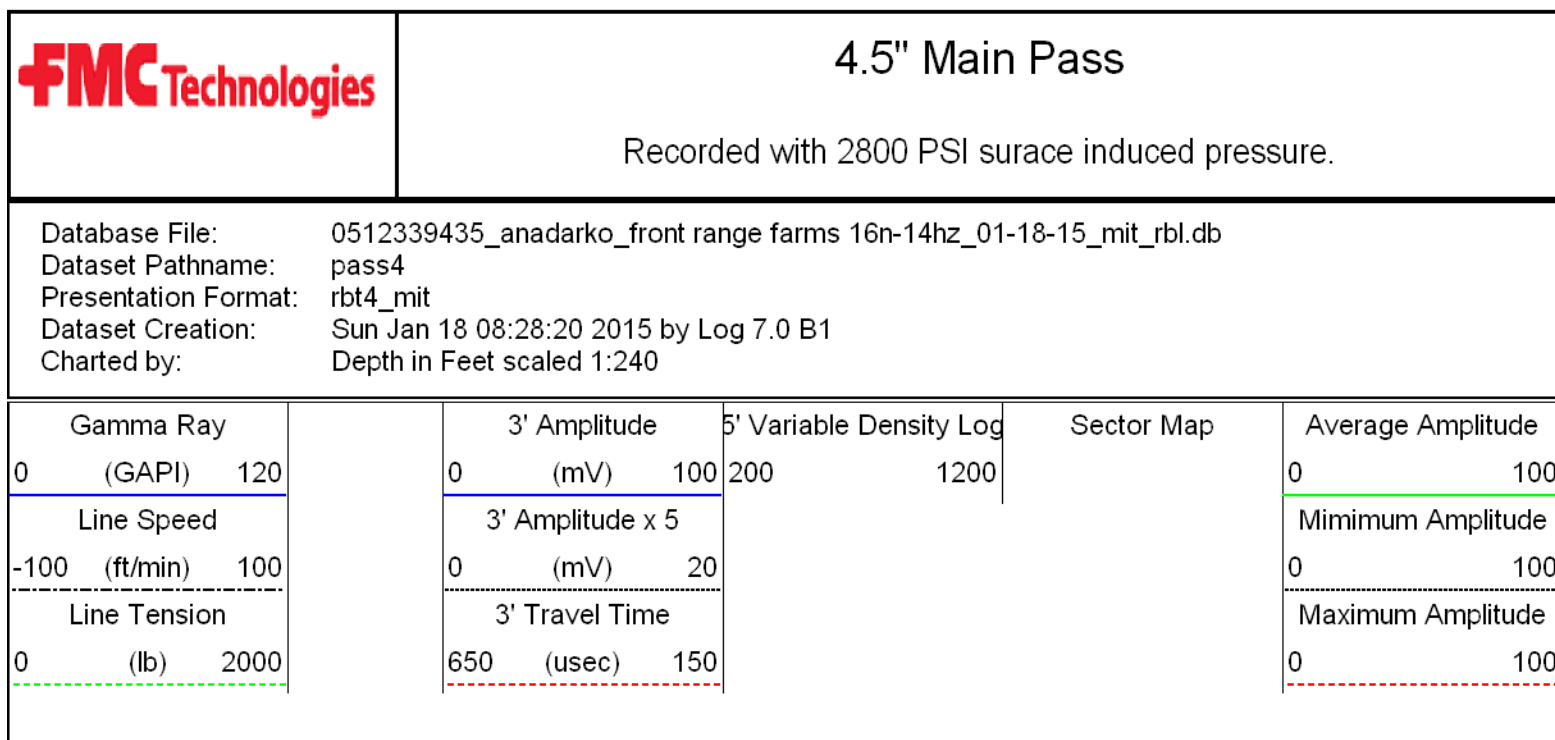 FMC Technologies
4.5" Main Pass
Recorded with 2800 PSI surace induced pressure.
Database File: 0512339435_anadarko_front range farms 16n-14hz_01-18-15_mit_rbl.db
Dataset Pathname: pass4
Presentation Format: rbt4_mit
Dataset Creation: Sun Jan 18 08:28:20 2015 by Log 7.0 B1
Charted by: Depth in Feet scaled 1:240
Gamma Ray
0 (GAPI) 120
Line Speed
-100 (ft/min) 100
Line Tension
0 (lb) 2000
3' Amplitude
0 (mV) 100
3' Amplitude x 5
0 (mV) 20
3' Travel Time
650 (usec) 150
5' Variable Density Log
200 1200
Sector Map
Average Amplitude
0 100
Mimimum Amplitude
0 100
Maximum Amplitude
0 100